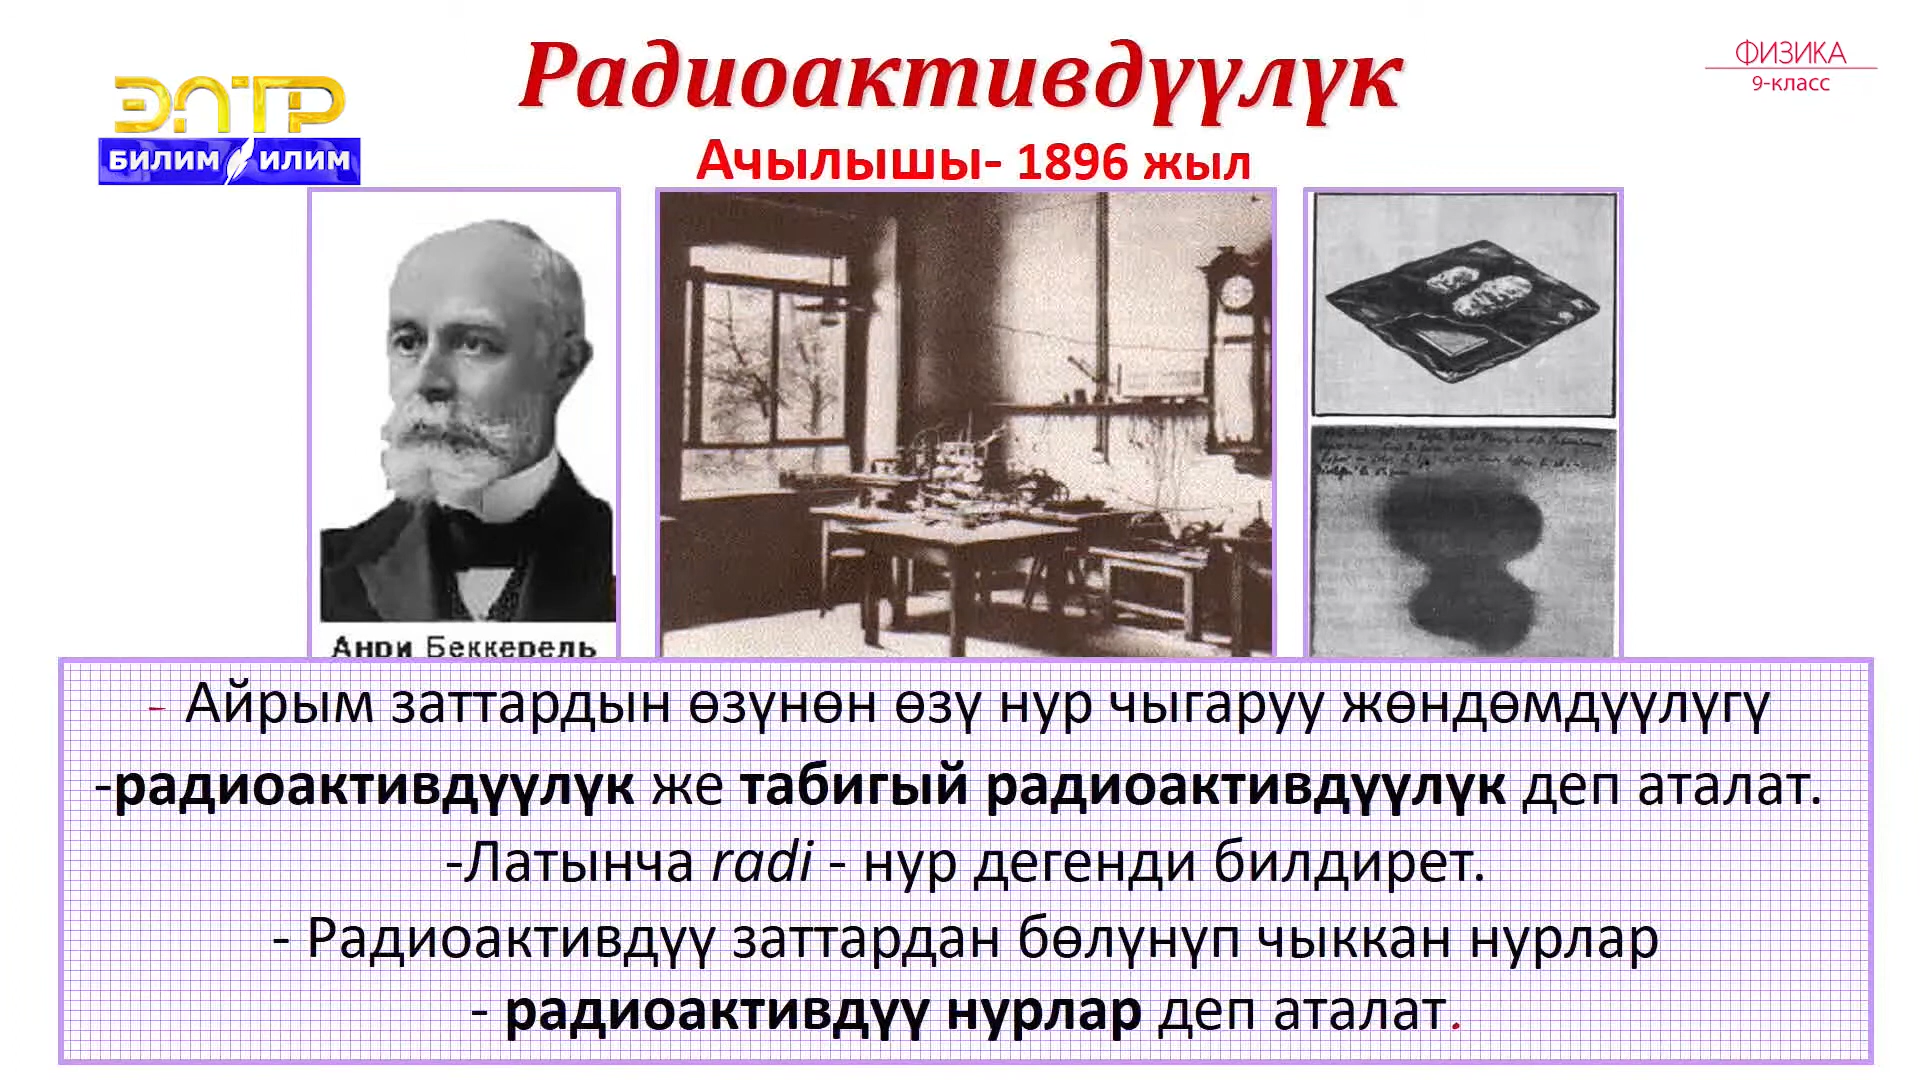 Радиоактивдүүлүк
ФИЗИКА
9-класс
ЭЛТР
БИЛИМ ИЛИМ
Ачылышы- 1896 жыл
Анри Беккерель
- Айрым заттардын өзүнөн өзү нур чыгаруу жөндөмдүүлүгү
-радиоактивдүүлүк же табигый радиоактивдүүлүк деп аталат.
-Латынча radi - нур дегенди билдирет.
- Радиоактивдүү заттардан бөлүнүп чыккан нурлар
- радиоактивдүү нурлар деп аталат.